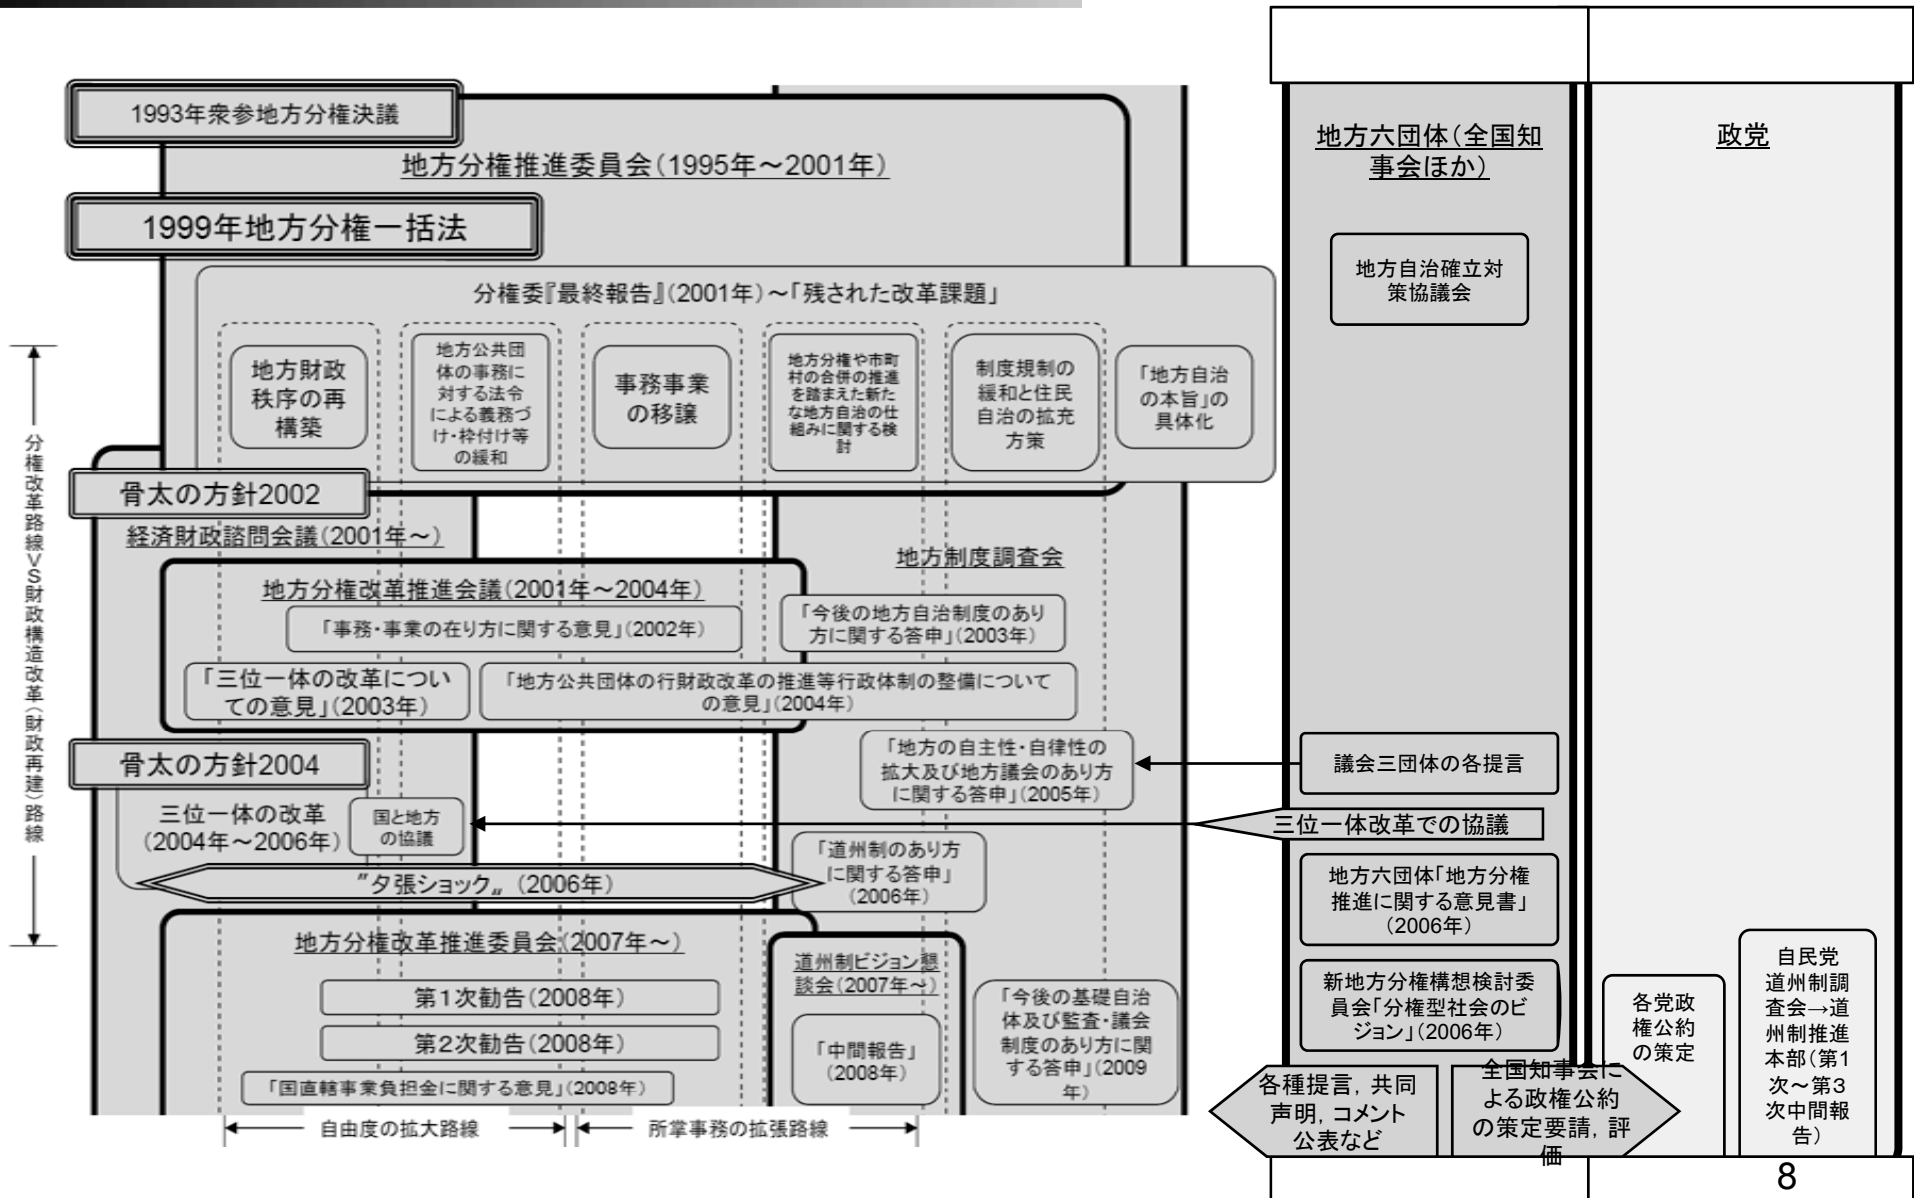 1993年衆参地方分権決議
地方分権推進委員会（1995年～2001年）
1999年地方分権一括法
分権委『最終報告』（2001年）～「残された改革課題」
地方財政
秩序の再
構築
地方公共団
体の事務に
対する法令
による義務づ
け・枠付け等
の緩和
事務事業
の移譲
地方分権や市町
村の合併の推進
を踏まえた新た
な地方自治の仕
組みに関する検
討
制度規制の
緩和と住民
自治の拡充
方策
「地方自治
の本旨」の
具体化
分権改革路線VS財政構造改革（財政再建）路線
骨太の方針2002
経済財政諮問会議（2001年～）
地方制度調査会
地方分権改革推進会議（2001年～2004年）
「事務・事業の在り方に関する意見」（2002年）
「今後の地方自治制度のあり
方に関する答申」（2003年）
「三位一体の改革につい
ての意見」（2003年）
「地方公共団体の行財政改革の推進等行政体制の整備について
の意見」（2004年）
骨太の方針2004
「地方の自主性・自律性の
拡大及び地方議会のあり方
に関する答申」（2005年）
三位一体の改革
（2004年～2006年）
国と地方
の協議
「道州制のあり方
に関する答申」
（2006年）
〝夕張ショック〟（2006年）
地方分権改革推進委員会（2007年～）
第１次勧告（2008年）
第２次勧告（2008年）
「国直轄事業負担金に関する意見」（2008年）
道州制ビジョン懇
談会（2007年～）
「中間報告」
（2008年）
「今後の基礎自治
体及び監査・議会
制度のあり方に関
する答申」（2009
年）
自由度の拡大路線
所掌事務の拡張路線
地方六団体（全国知
事会ほか）
地方自治確立対
策協議会
議会三団体の各提言
三位一体改革での協議
地方六団体「地方分権
推進に関する意見書」
（2006年）
新地方分権構想検討委
員会「分権型社会のビ
ジョン」（2006年）
各種提言，共同
声明，コメント
公表など
全国知事会に
よる政権公約
の策定要請，評
価
政党
各党政
権公約
の策定
自民党
道州制調
査会→道
州制推進
本部（第1
次～第３
次中間報
告）
8